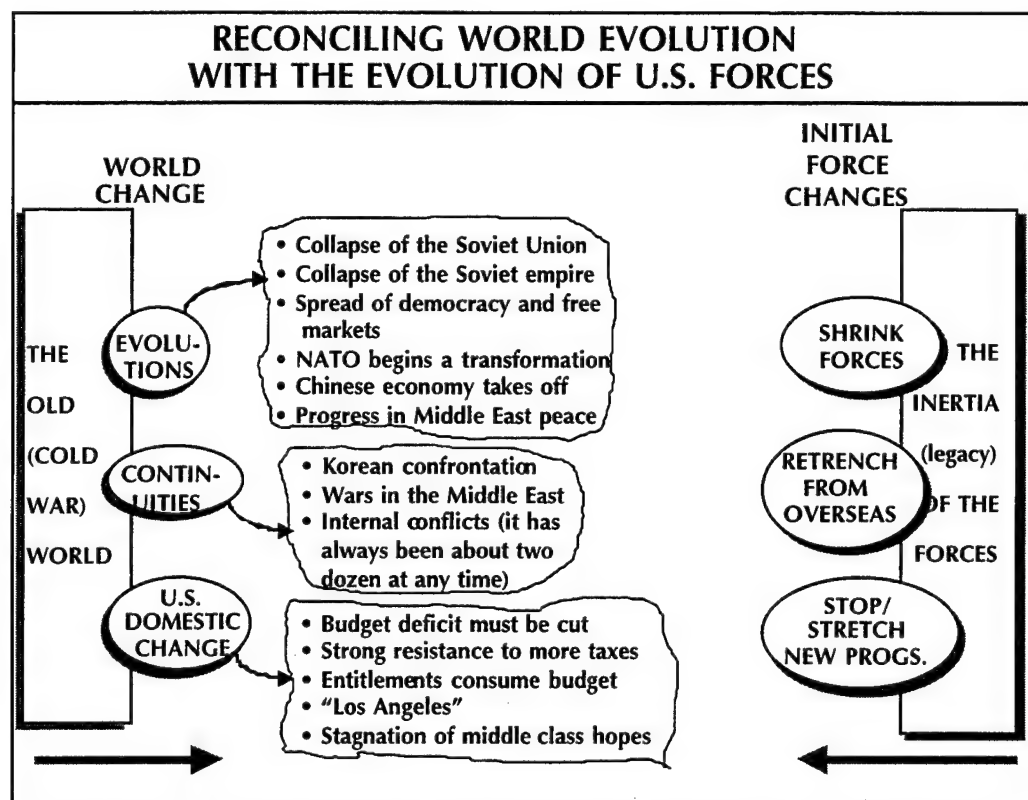 RECONCILING WORLD EVOLUTION
WITH THE EVOLUTION OF U.S. FORCES
WORLD
CHANGE
INITIAL
FORCE
CHANGES
THE
OLD
(COLD
WAR)
WORLD
EVOLU-
TIONS
• Collapse of the Soviet Union
• Collapse of the Soviet empire
• Spread of democracy and free
markets
• NATO begins a transformation
• Chinese economy takes off
• Progress in Middle East peace
CONTIN-
UITIES
• Korean confrontation
• Wars in the Middle East
• Internal conflicts (it has
always been about two
dozen at any time)
U.S.
DOMESTIC
CHANGE
• Budget deficit must be cut
• Strong resistance to more taxes
• Entitlements consume budget
• "Los Angeles"
• Stagnation of middle class hopes
SHRINK
FORCES
RETRENCH
FROM
OVERSEAS
STOP/
STRETCH
NEW PROGS.
THE
INERTIA
(legacy)
OF THE
FORCES